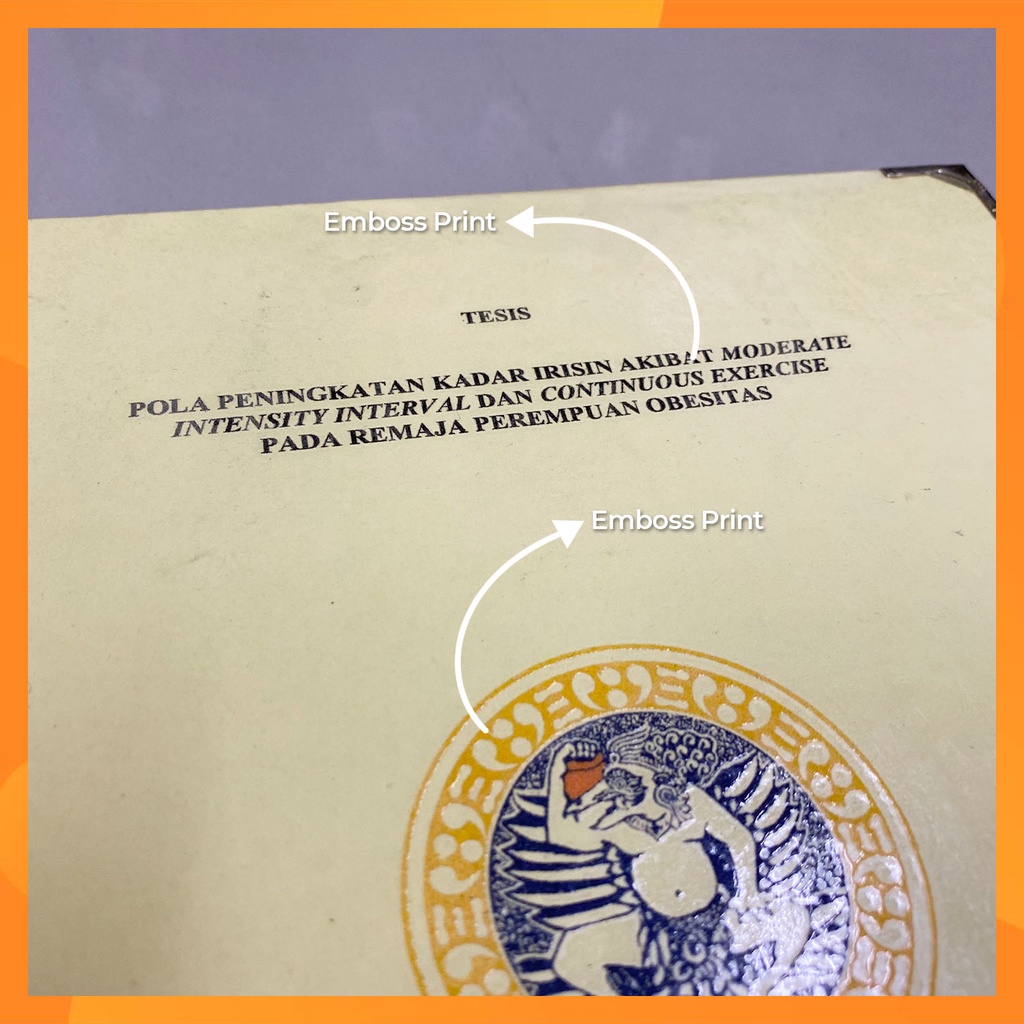 Emboss Print
TESIS
POLA PENINGKATAN KADAR IRISIN AKIBAT MODERATE
INTENSITY INTERVAL DAN CONTINUOUS EXERCISE
PADA REMAJA PEREMPUAN OBESITAS
Emboss Print